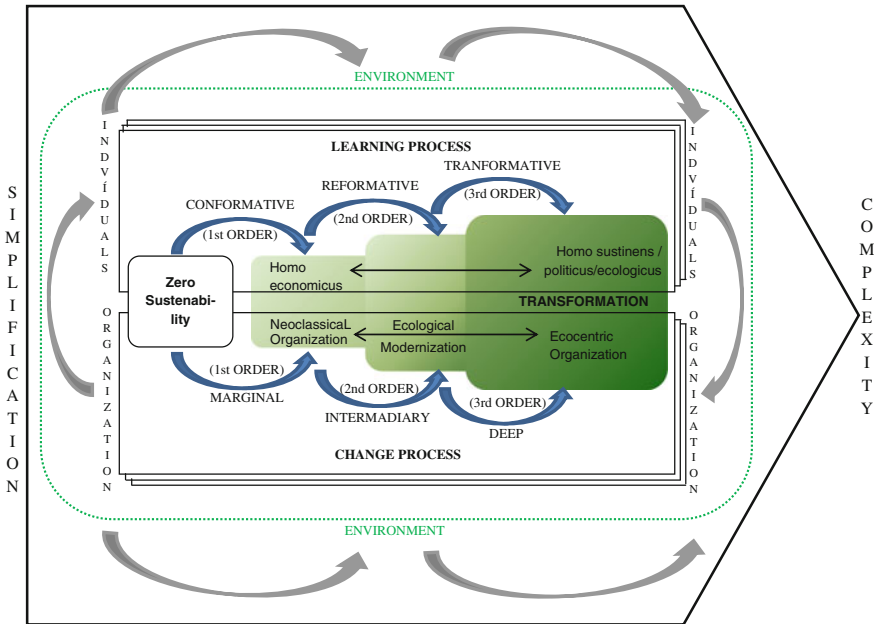 ENVIRONMENT
SIMPLIFICATION
INDVÍDUALS
INDVÍDUALS
COMPLEXITY
LEARNING PROCESS
TRANFORMATIVE
REFORMATIVE
(3rd ORDER)
CONFORMATIVE
(2nd ORDER)
(1st ORDER)
Homo
economicus
Homo sustinens /
politicus/ecologicus
Zero
Sustenabi-
lity
TRANSFORMATION
ORGANIZATION
ORGANIZATION
NeoclassicaL
Organization
Ecological
Modernization
Ecocentric
Organization
(1st ORDER)
MARGINAL
(2nd ORDER)
INTERMADIARY
(3rd ORDER)
DEEP
CHANGE PROCESS
ENVIRONMENT